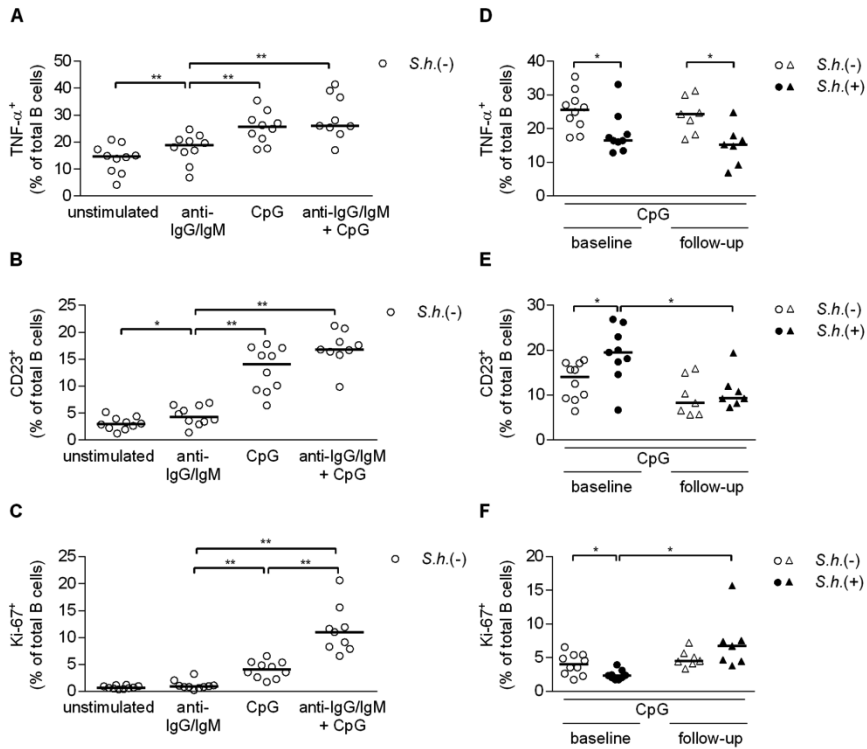 A
**
S.h.(-)
**
**
50
40
30
20
10
0
TNF-α+
(% of total B cells)
unstimulated
anti-
IgG/IgM
CpG
anti-IgG/IgM
+ CpG
D
50
40
30
20
10
0
TNF-α+
(% of total B cells)
*
*
S.h.(-)
S.h.(+)
CpG
baseline
follow-up
B
25
20
15
10
5
0
CD23+
(% of total B cells)
**
*
**
S.h.(-)
unstimulated
anti-
IgG/IgM
CpG
anti-IgG/IgM
+ CpG
E
30
20
10
0
CD23+
(% of total B cells)
*
*
S.h.(-)
S.h.(+)
CpG
baseline
follow-up
C
25
20
15
10
5
0
Ki-67+
(% of total B cells)
**
**
**
S.h.(-)
unstimulated
anti-
IgG/IgM
CpG
anti-IgG/IgM
+ CpG
F
20
15
10
5
0
Ki-67+
(% of total B cells)
*
*
S.h.(-)
S.h.(+)
CpG
baseline
follow-up